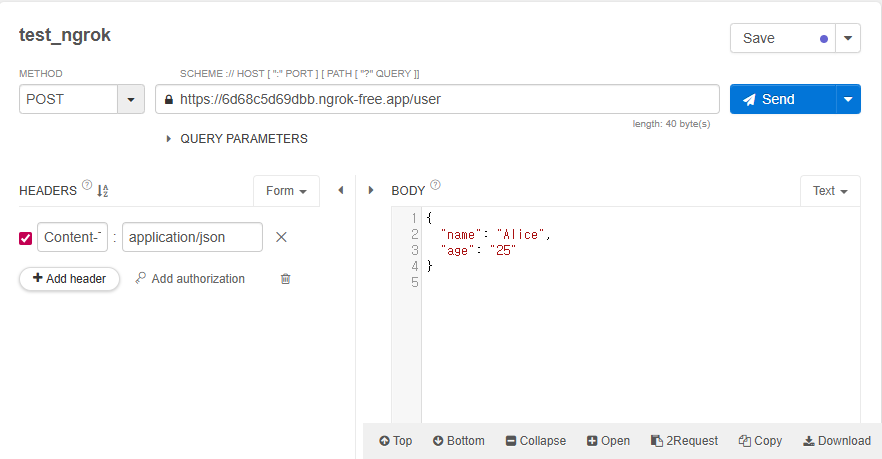 test_ngrok
Save
METHOD
SCHEME :// HOST [ ":" PORT ] [ PATH [ "?" QUERY ]]
POST
https://6d68c5d69dbb.ngrok-free.app/user
Send
length: 40 byte(s)
QUERY PARAMETERS
HEADERS ? Form
BODY ? Text
Content-T : application/json
Add header
Add authorization
1 {
2 "name": "Alice",
3 "age": "25"
4 }
5
Top Bottom Collapse Open 2Request Copy Download